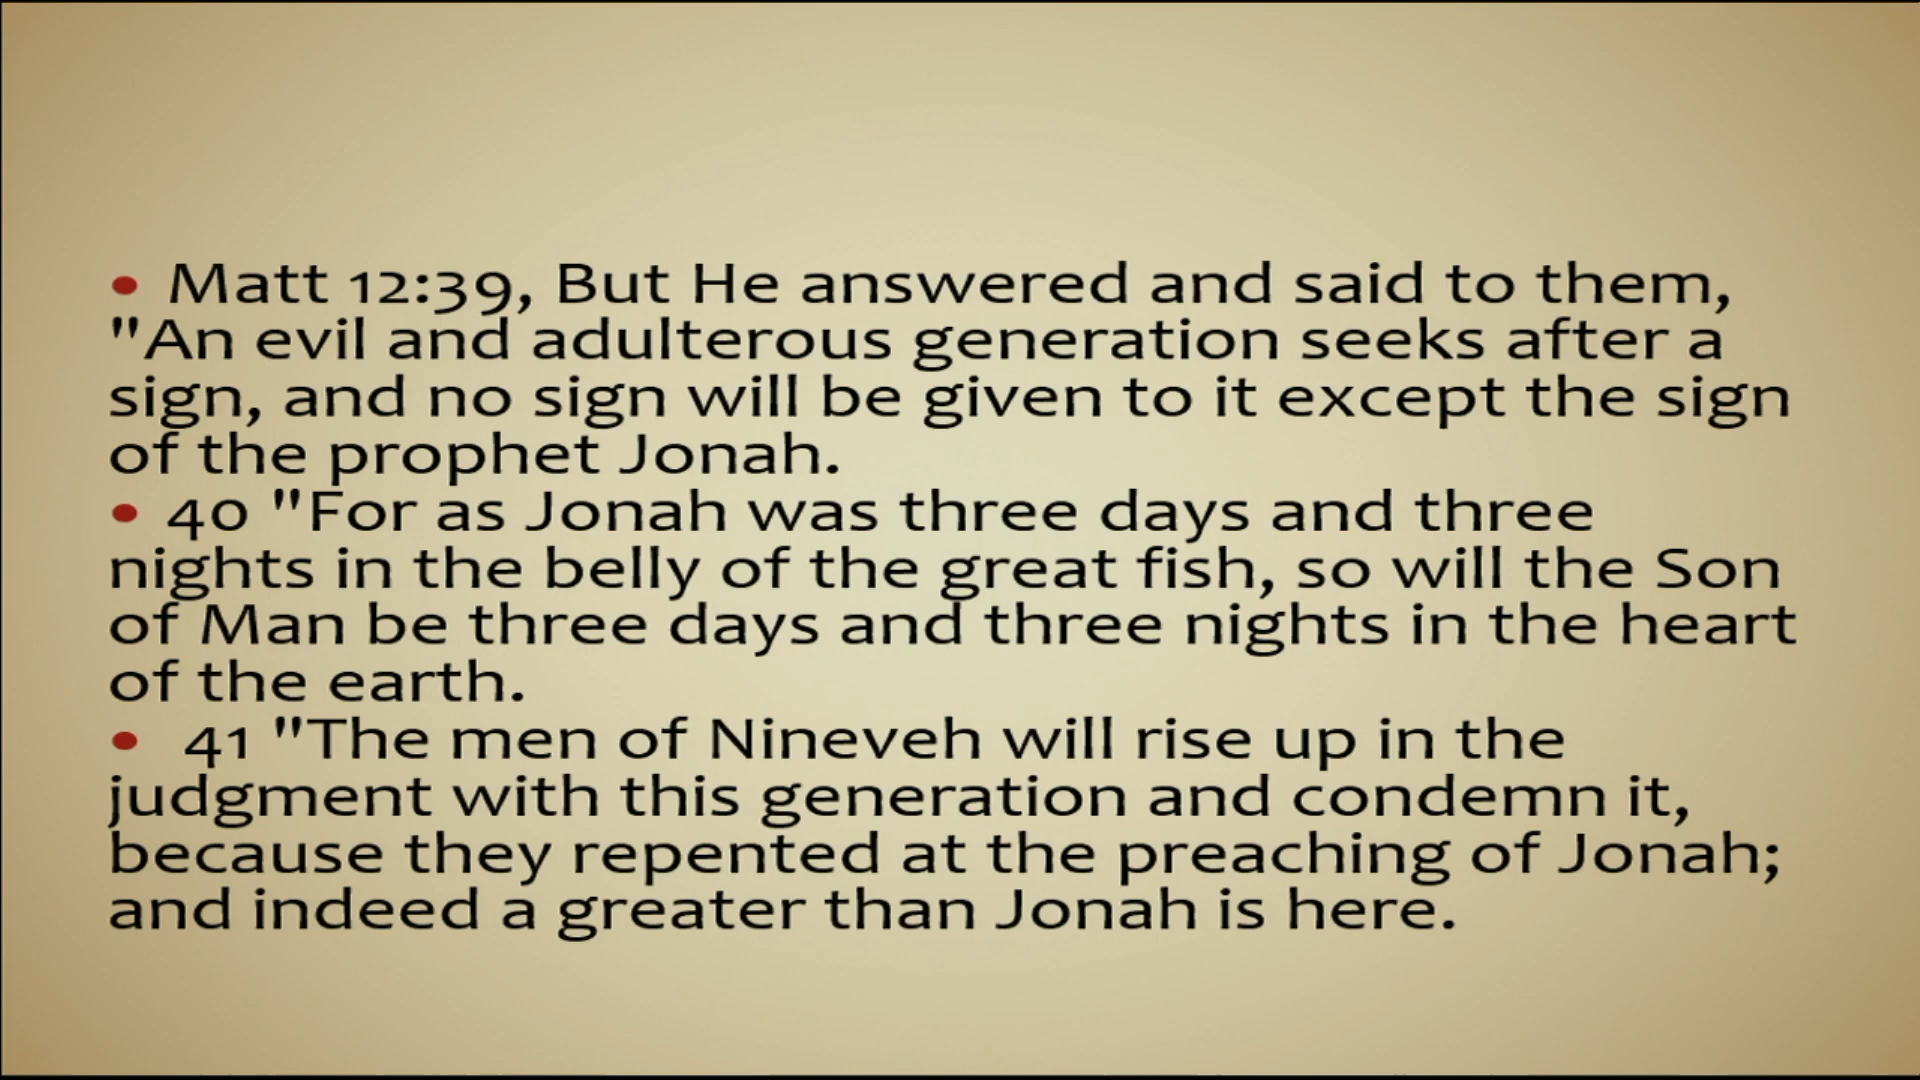 • Matt 12:39, But He answered and said to them,
"An evil and adulterous generation seeks after a
sign, and no sign will be given to it except the sign
of the prophet Jonah.
• 40 "For as Jonah was three days and three
nights in the belly of the great fish, so will the Son
of Man be three days and three nights in the heart
of the earth.
• 41 "The men of Nineveh will rise up in the
judgment with this generation and condemn it,
because they repented at the preaching of Jonah;
and indeed a greater than Jonah is here.